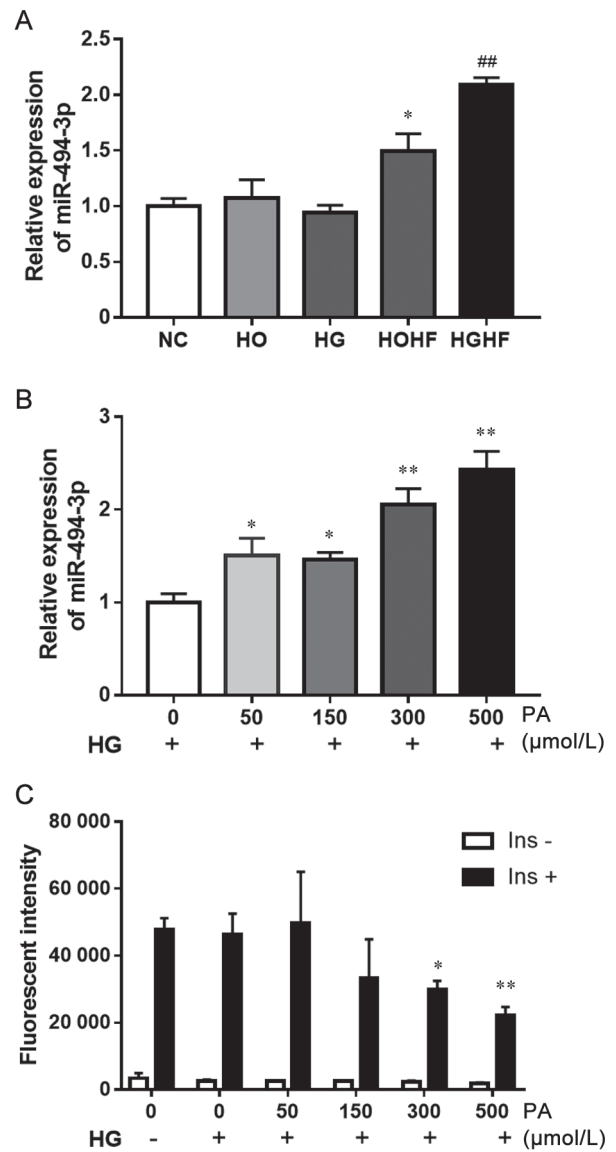 A
Relative expression
of miR-494-3p
2.5
2.0
1.5
1.0
0.5
0
*
##
NC HO HG HOHF HGHF
B
Relative expression
of miR-494-3p
3
2
1
0
* * ** **
0 50 150 300 500 PA
HG + + + + + (μmol/L)
C
Fluorescent intensity
80 000
60 000
40 000
20 000
0
Ins -
Ins +
* **
0 0 50 150 300 500 PA
HG - + + + + + (μmol/L)